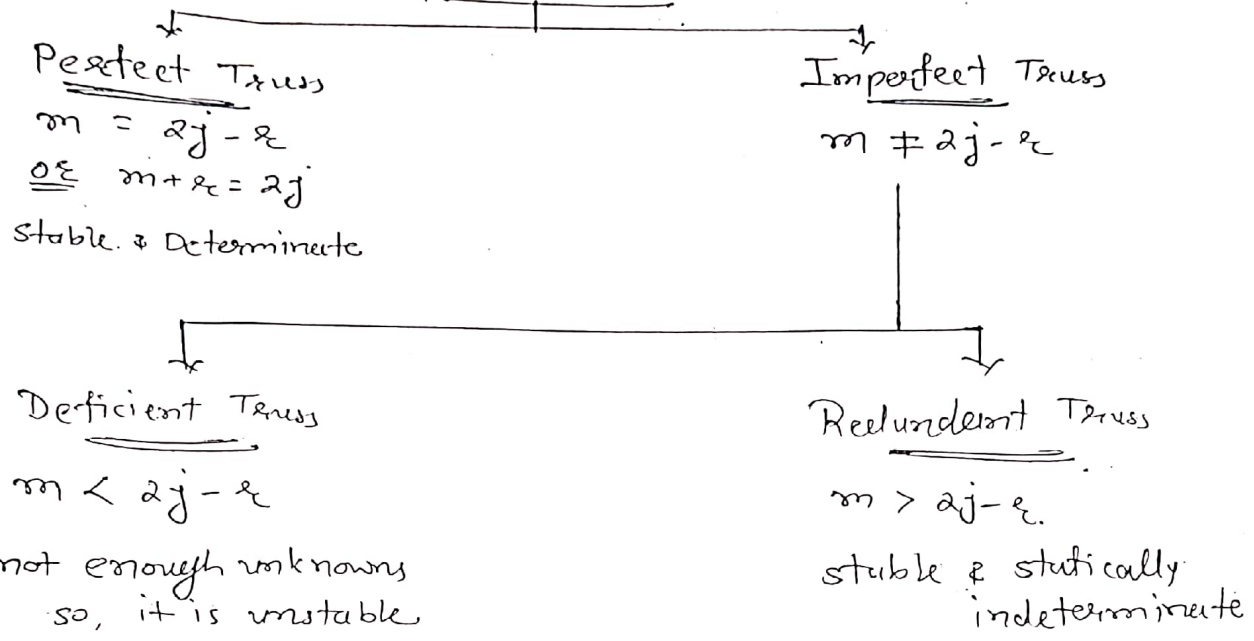 Perfect Truss
m = 2j - r
or m + r = 2j
Stable & Determinate
Imperfect Truss
m ≠ 2j - r
Deficient Truss
m < 2j - r
not enough unknowns
so, it is unstable
Redundant Truss
m > 2j - r.
stable & statically
indeterminate